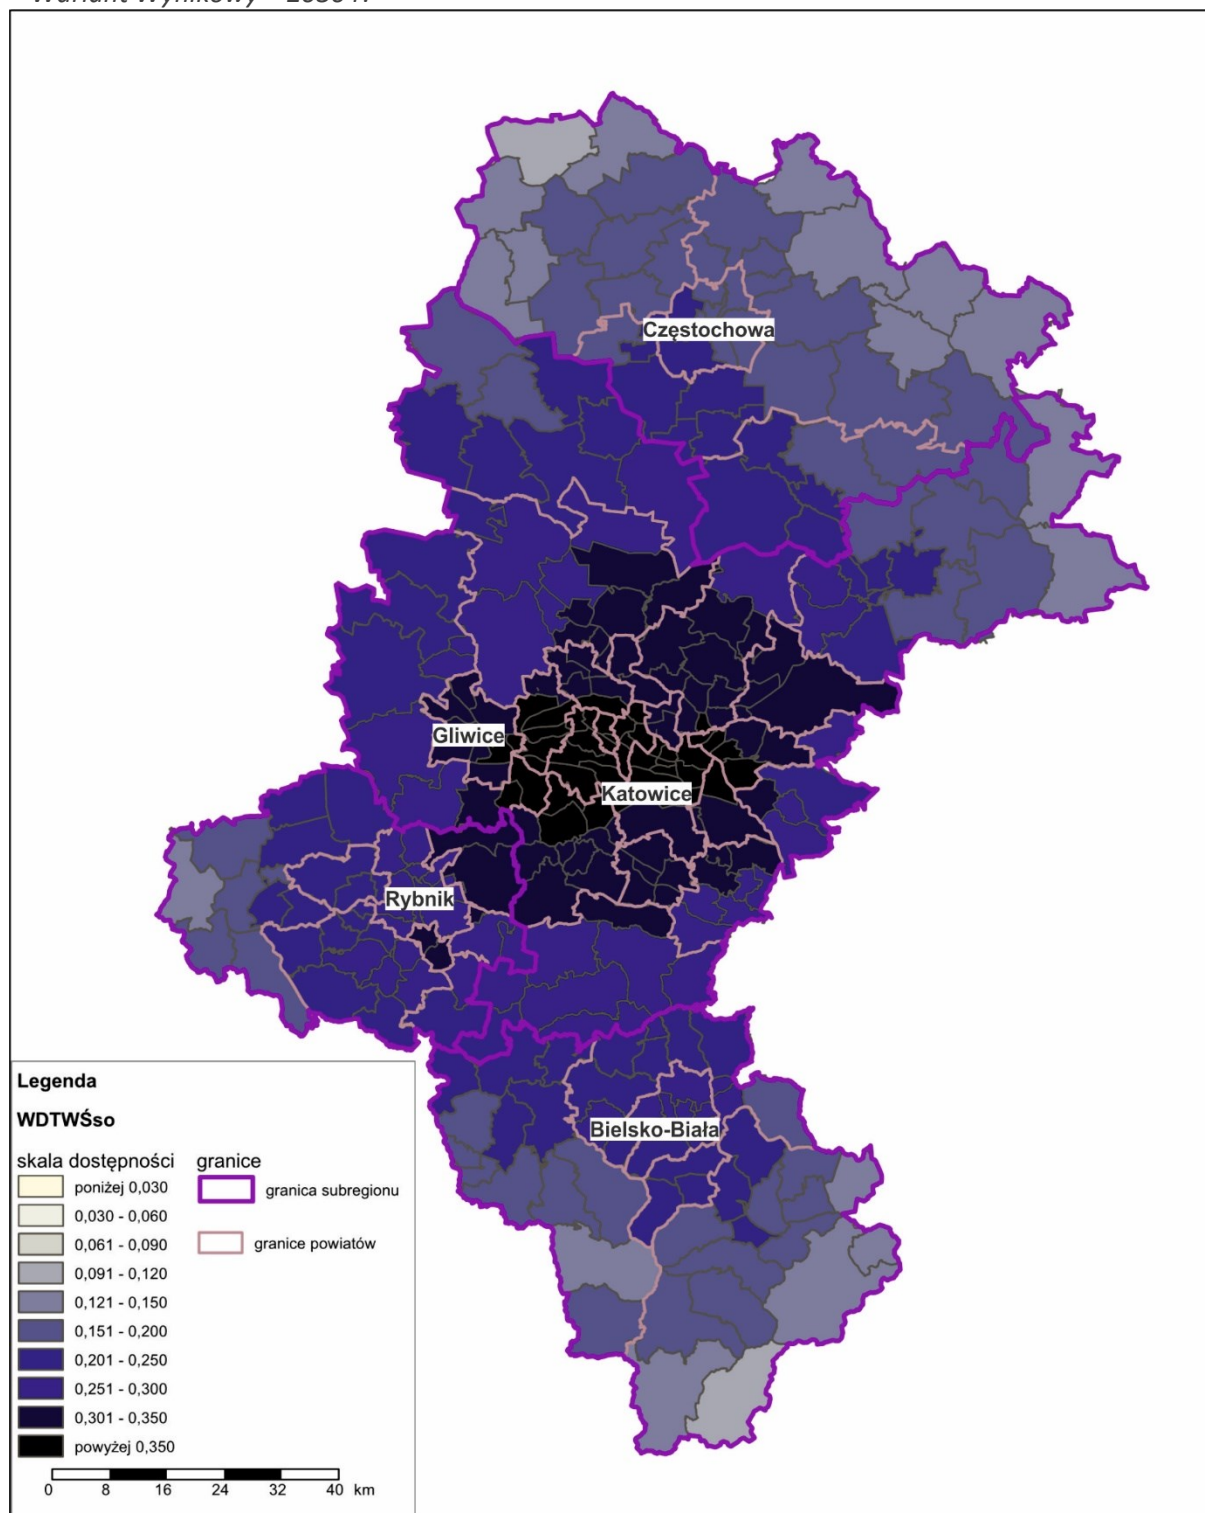 Częstochowa
Gliwice
Katowice
Rybnik
Bielsko-Biała
Legenda
WDTWŚso
skala dostępności
poniżej 0,030
0,030 - 0,060
0,061 - 0,090
0,091 - 0,120
0,121 - 0,150
0,151 - 0,200
0,201 - 0,250
0,251 - 0,300
0,301 - 0,350
powyżej 0,350
granice
granica subregionu
granice powiatów
0 8 16 24 32 40 km